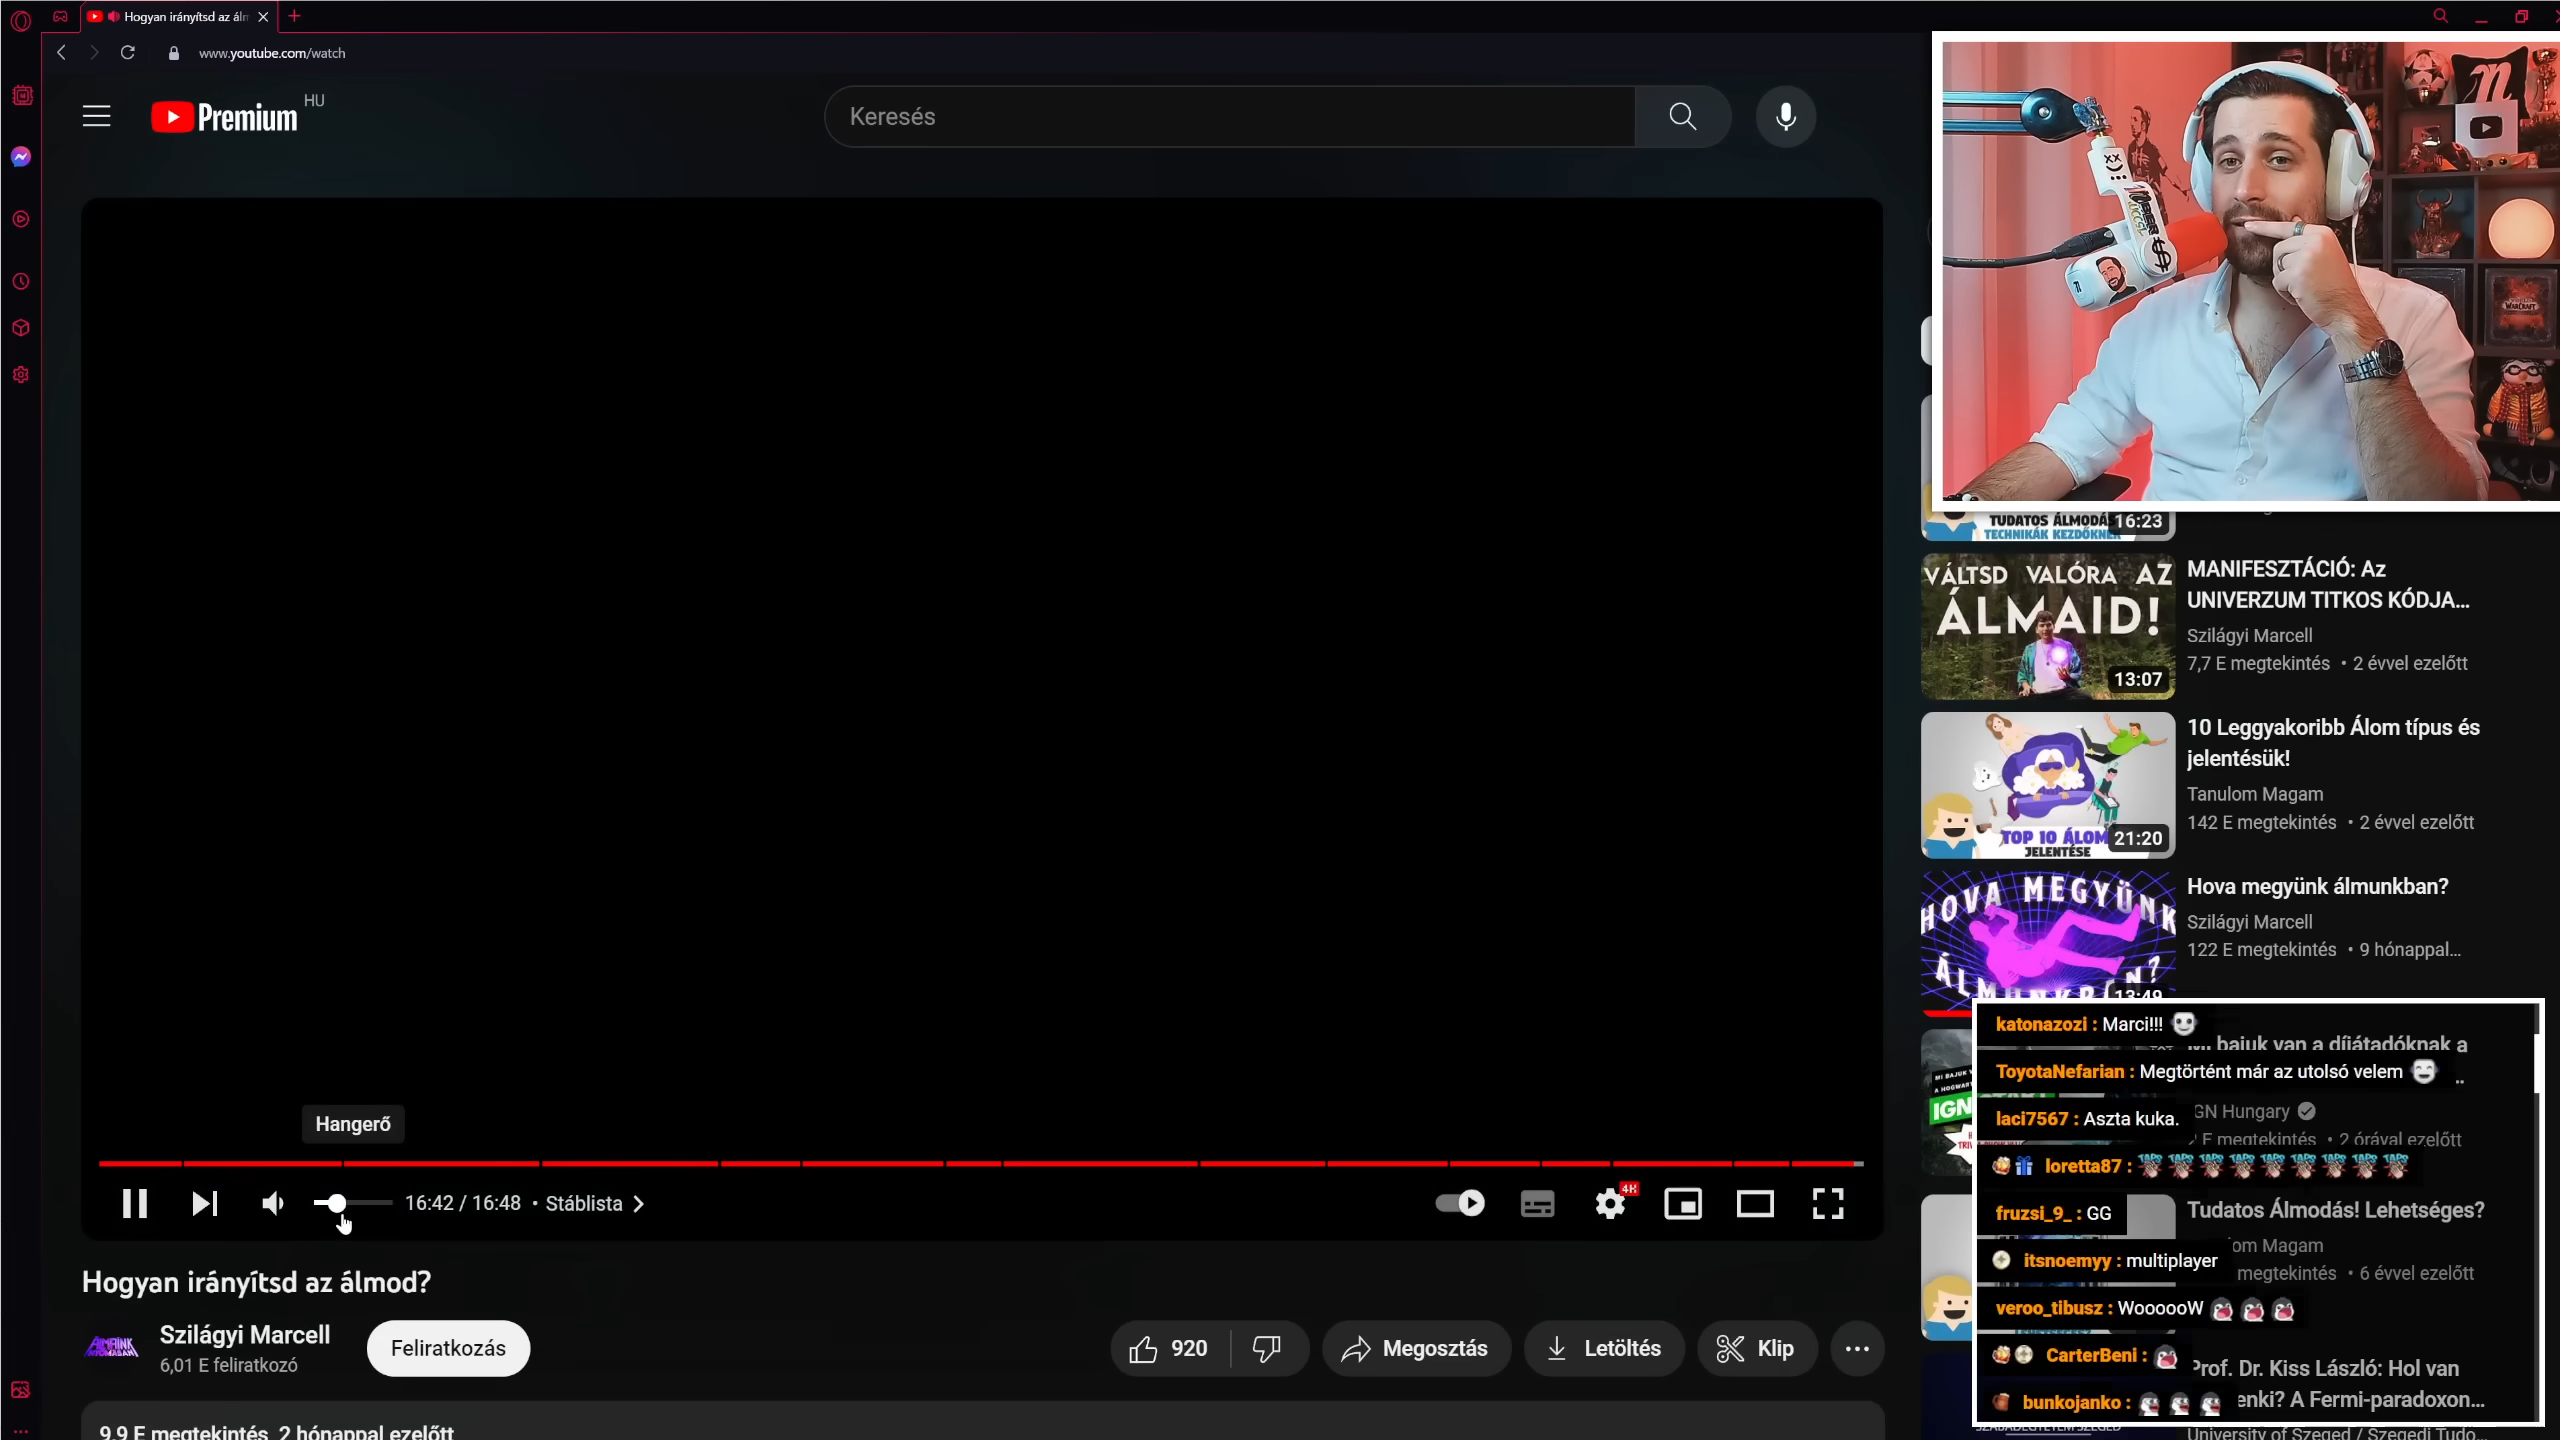 Hogyan irányítsd az álm
www.youtube.com/watch
Premium
HU
Keresés
TUDATOS ÁLMODÁS
TECHNIKÁK KEZDŐKNEK
16:23
VÁLTSD VALÓRA AZ
ÁLMAID!
13:07
MANIFESZTÁCIÓ: Az
UNIVERZUM TITKOS KÓDJA...
Szilágyi Marcell
7,7 E megtekintés • 2 évvel ezelőtt
TOP 10 ÁLOM
JELENTÉSE
21:20
10 Leggyakoribb Álom típus és
jelentésük!
Tanulom Magam
142 E megtekintés • 2 évvel ezelőtt
HOVA MEGYÜNK
ÁLMUNKBAN?
13:49
Hova megyünk álmunkban?
Szilágyi Marcell
122 E megtekintés • 9 hónappal...
katonazozi : Marci!!!
bajuk van a díjátadóknak a
ToyotaNefarian : Megtörtént már az utolsó velem
IGN
laci7567 : Aszta kuka.
GN Hungary
E megtekintés • 2 órával ezelőtt
loretta87 :
fruzsi_9_ : GG
Tudatos Álmodás! Lehetséges?
om Magam
itsnoemyy : multiplayer
megtekintés • 6 évvel ezelőtt
veroo_tibusz : WoooooW
CarterBeni :
Prof. Dr. Kiss László: Hol van
bunkojanko :
enki? A Fermi-paradoxon...
University of Szeged / Szegedi Tudo...
Hangerő
16:42 / 16:48 • Stáblista
4K
Hogyan irányítsd az álmod?
ÁLMAINK
NYOMÁBAN
Szilágyi Marcell
6,01 E feliratkozó
Feliratkozás
920
Megosztás
Letöltés
Klip
9,9 E megtekintés 2 hónappal ezelőtt